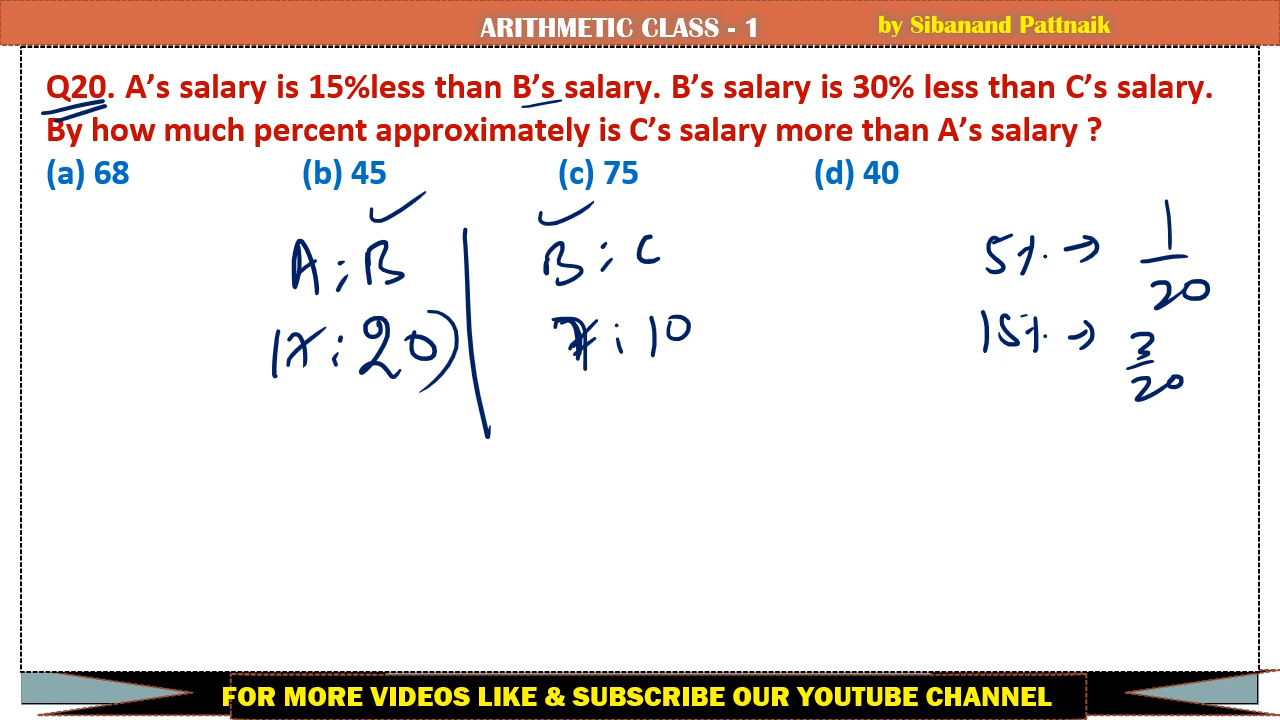 ARITHMETIC CLASS - 1
by Sibanand Pattnaik
Q20. A’s salary is 15%less than B’s salary. B’s salary is 30% less than C’s salary.
By how much percent approximately is C’s salary more than A’s salary ?
(a) 68 (b) 45 (c) 75 (d) 40
A : B B : C
17 : 20) 7 : 10
5% → 1/20
15% → 3/20
FOR MORE VIDEOS LIKE & SUBSCRIBE OUR YOUTUBE CHANNEL